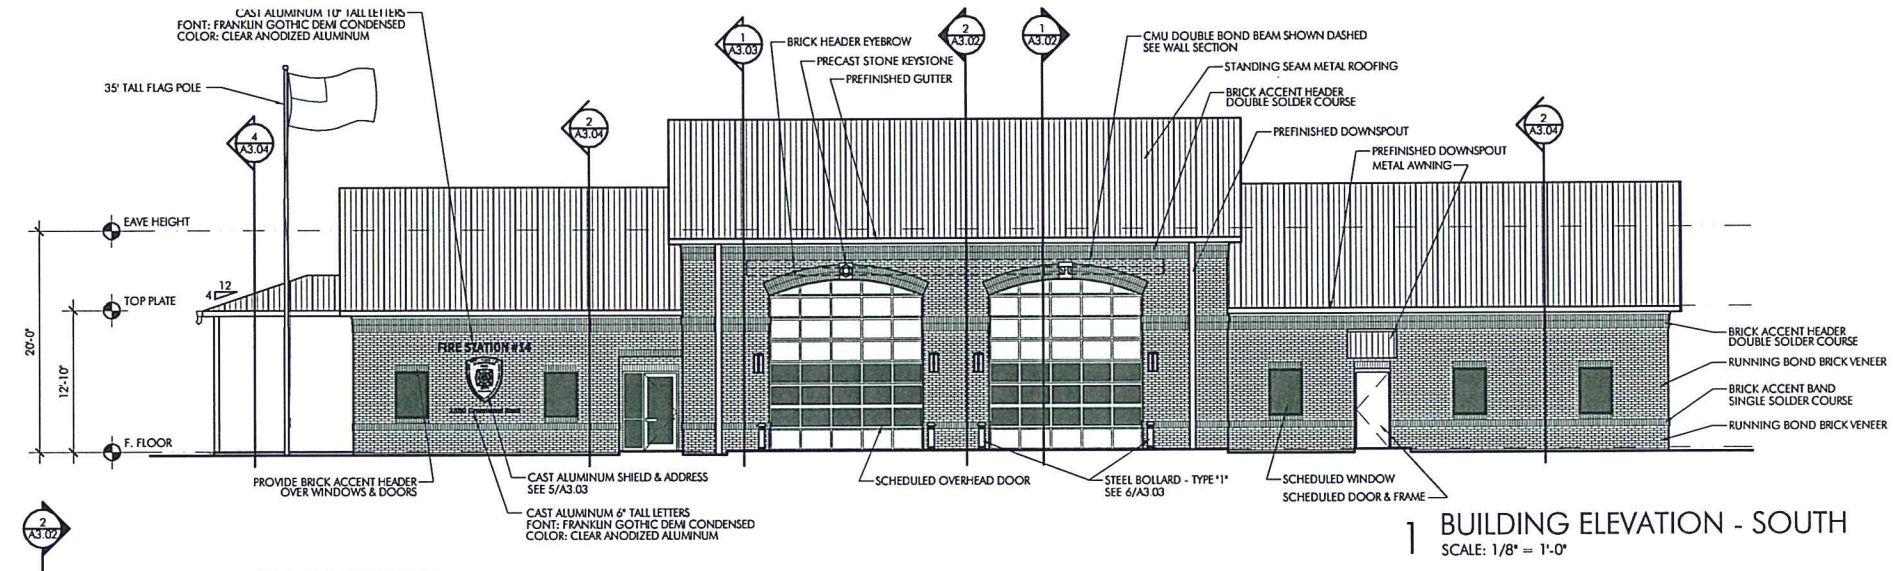 CAST ALUMINUM 10" TALL LETTERS
FONT: FRANKLIN GOTHIC DEMI CONDENSED
COLOR: CLEAR ANODIZED ALUMINUM
35' TALL FLAG POLE
4
A3.04
2
A3.04
1
A3.03
BRICK HEADER EYEBROW
PRECAST STONE KEYSTONE
PREFINISHED GUTTER
2
A3.02
1
A3.02
CMU DOUBLE BOND BEAM SHOWN DASHED
SEE WALL SECTION
STANDING SEAM METAL ROOFING
BRICK ACCENT HEADER
DOUBLE SOLDER COURSE
PREFINISHED DOWNSPOUT
PREFINISHED DOWNSPOUT
METAL AWNING
2
A3.04
EAVE HEIGHT
12
4
TOP PLATE
20'-0"
12'-10"
F. FLOOR
FIRE STATION #14
BRICK ACCENT HEADER
DOUBLE SOLDER COURSE
RUNNING BOND BRICK VENEER
BRICK ACCENT BAND
SINGLE SOLDER COURSE
RUNNING BOND BRICK VENEER
PROVIDE BRICK ACCENT HEADER
OVER WINDOWS & DOORS
CAST ALUMINUM SHIELD & ADDRESS
SEE 5/A3.03
CAST ALUMINUM 6" TALL LETTERS
FONT: FRANKLIN GOTHIC DEMI CONDENSED
COLOR: CLEAR ANODIZED ALUMINUM
SCHEDULED OVERHEAD DOOR
STEEL BOLLARD - TYPE "1"
SEE 6/A3.03
SCHEDULED WINDOW
SCHEDULED DOOR & FRAME
2
A3.02
1 BUILDING ELEVATION - SOUTH
SCALE: 1/8" = 1'-0"